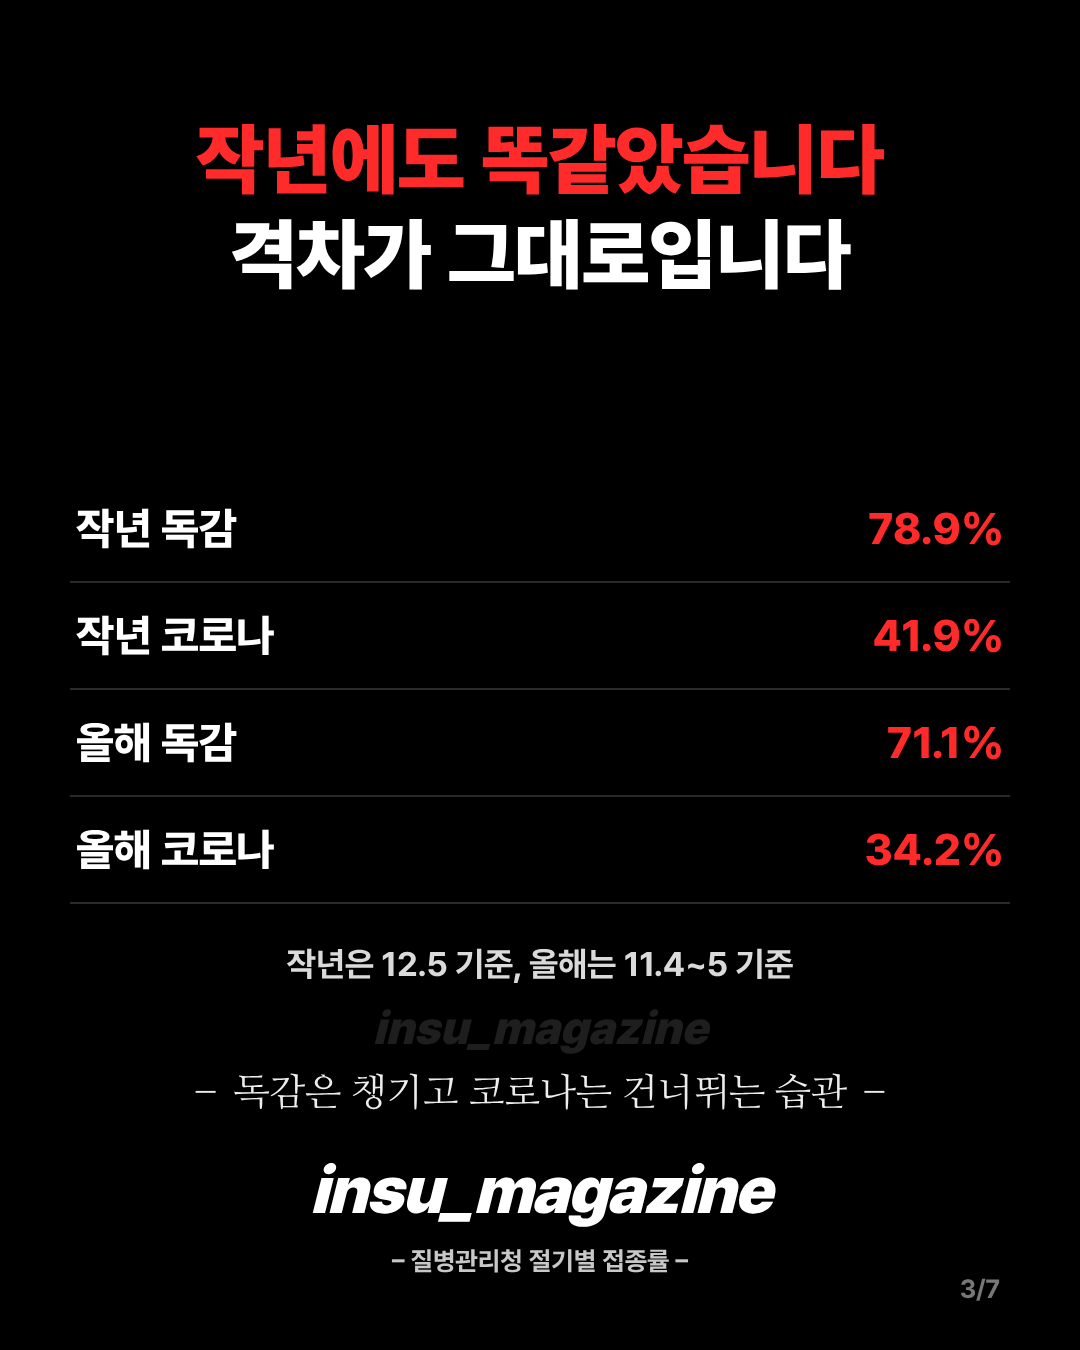 작년에도 똑같았습니다
격차가 그대로입니다
작년 독감 78.9%
작년 코로나 41.9%
올해 독감 71.1%
올해 코로나 34.2%
작년은 12.5 기준, 올해는 11.4~5 기준
insu_magazine
– 독감은 챙기고 코로나는 건너뛰는 습관 –
insu_magazine
– 질병관리청 절기별 접종률 –
3/7